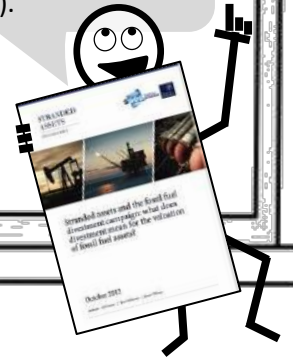 ).
STRANDED
ASSETS
PROGRAMME
Stranded assets and the fossil fuel
divestment campaign: what does
divestment mean for the valuation
of fossil fuel assets?
October 2013